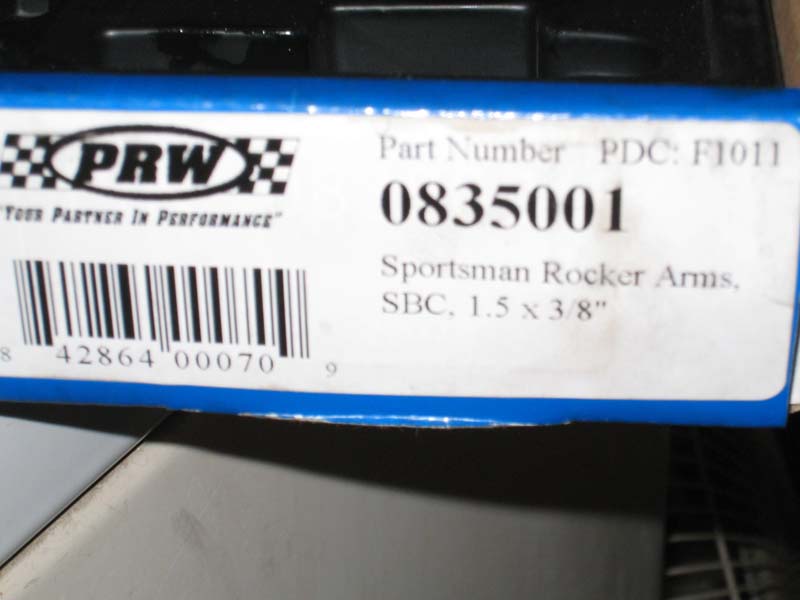 PRW
"YOUR PARTNER IN PERFORMANCE"
8 42864 00070 9
Part Number PDC: F1011
0835001
Sportsman Rocker Arms,
SBC, 1.5 x 3/8"